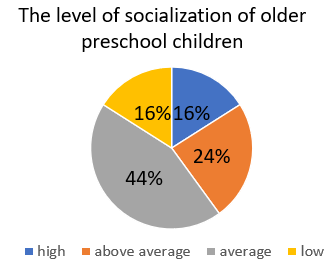 The level of socialization of older
preschool children
16% 16%
24%
44%
high above average average low